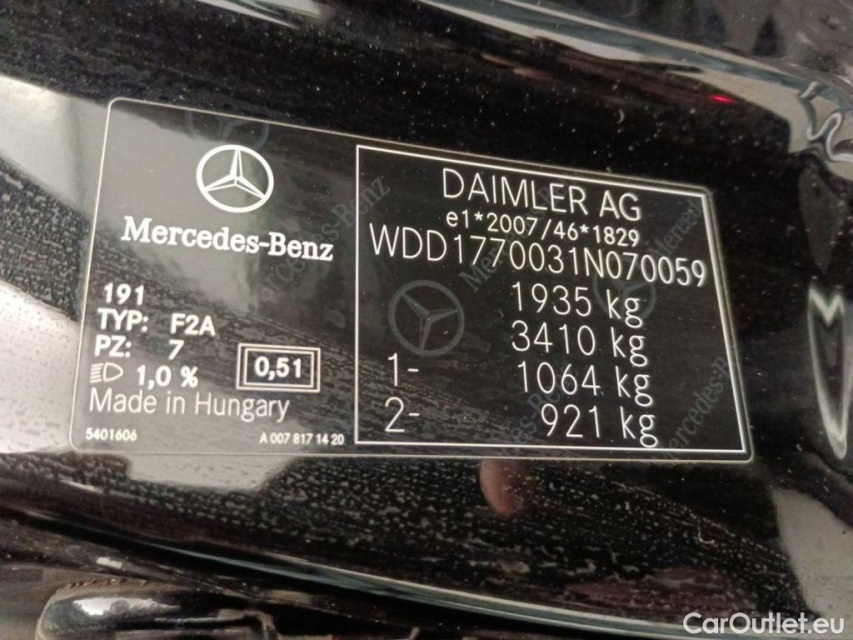 Mercedes-Benz
191
TYP: F2A
PZ: 7
1,0 %
0,51
Made in Hungary
5401606
A 007 817 14 20
DAIMLER AG
e1*2007/46*1829
WDD1770031N070059
1935 kg
3410 kg
1- 1064 kg
2- 921 kg
Mercedes-Benz
CarOutlet.eu